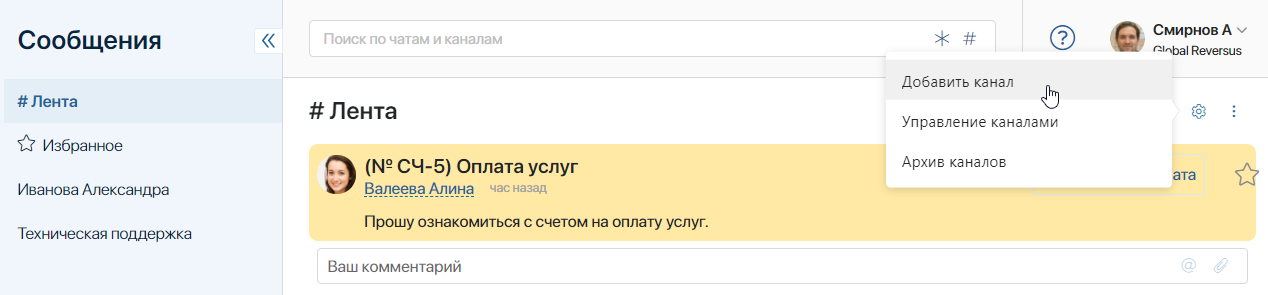 Сообщения
# Лента
Избранное
Иванова Александра
Техническая поддержка
Поиск по чатам и каналам
#
?
Смирнов А
Global Reversus
Добавить канал
Управление каналами
Архив каналов
# Лента
(№ СЧ-5) Оплата услуг
Валеева Алина час назад
Прошу ознакомиться с счетом на оплату услуг.
Ваш комментарий @